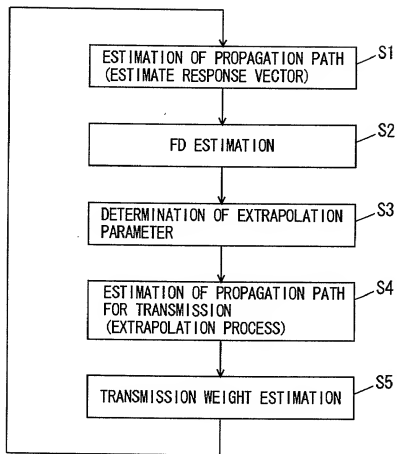 ESTIMATION OF PROPAGATION PATH
(ESTIMATE RESPONSE VECTOR)
S1
FD ESTIMATION
S2
DETERMINATION OF EXTRAPOLATION
PARAMETER
S3
ESTIMATION OF PROPAGATION PATH
FOR TRANSMISSION
(EXTRAPOLATION PROCESS)
S4
TRANSMISSION WEIGHT ESTIMATION
S5